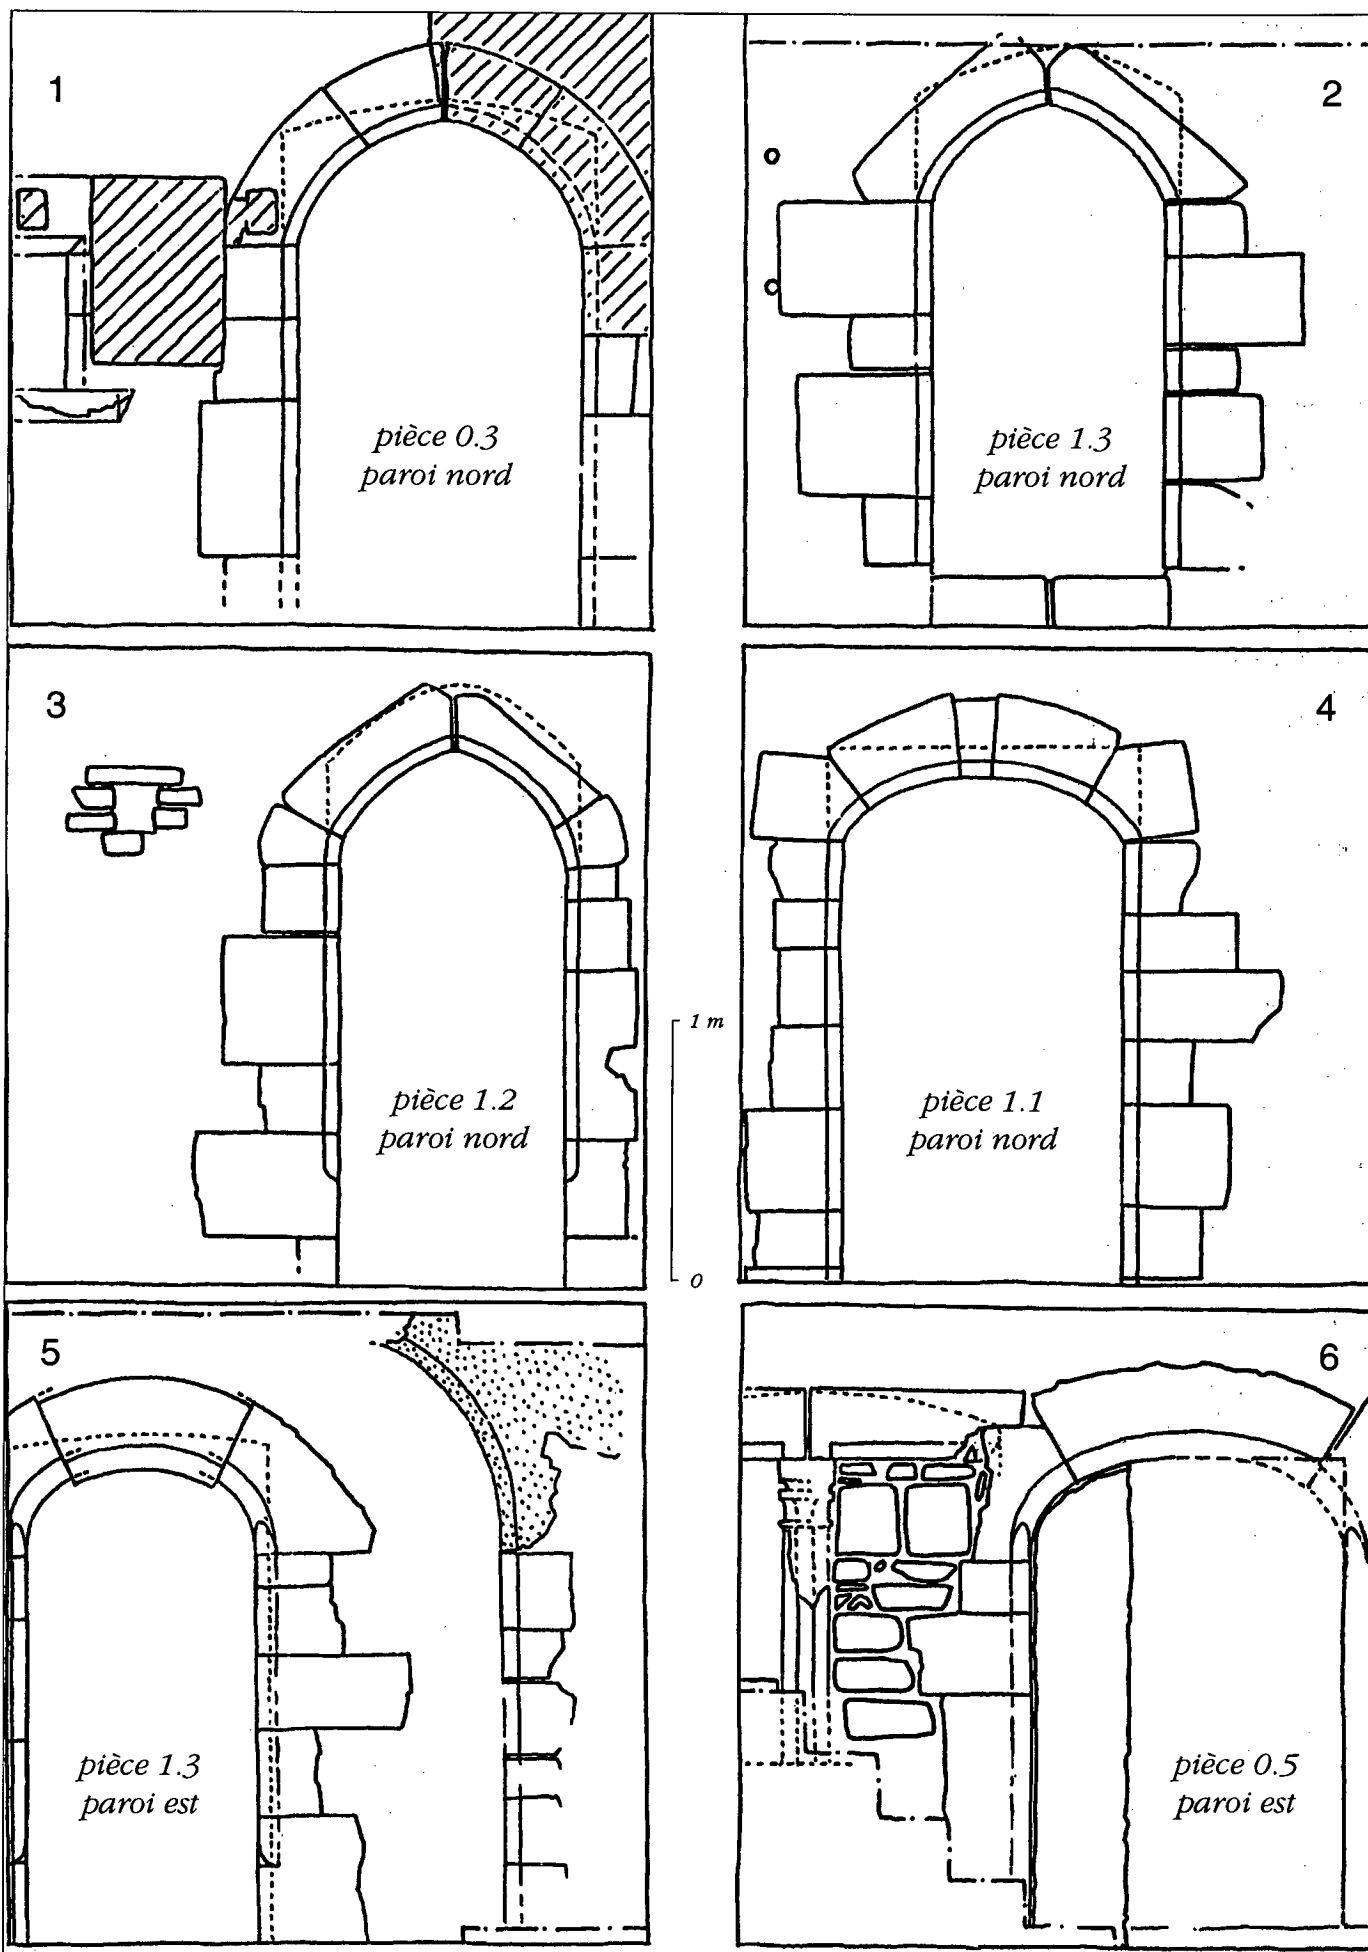 1
pièce 0.3
paroi nord
2
pièce 1.3
paroi nord
3
pièce 1.2
paroi nord
1 m
0
4
pièce 1.1
paroi nord
5
pièce 1.3
paroi est
6
pièce 0.5
paroi est